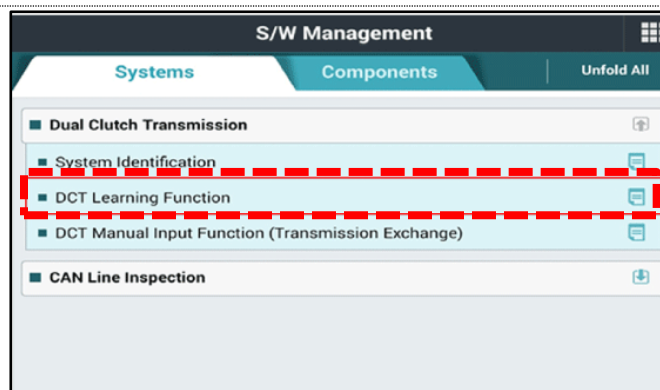 S/W Management
Systems
Components
Unfold All
Dual Clutch Transmission
System Identification
DCT Learning Function
DCT Manual Input Function (Transmission Exchange)
CAN Line Inspection